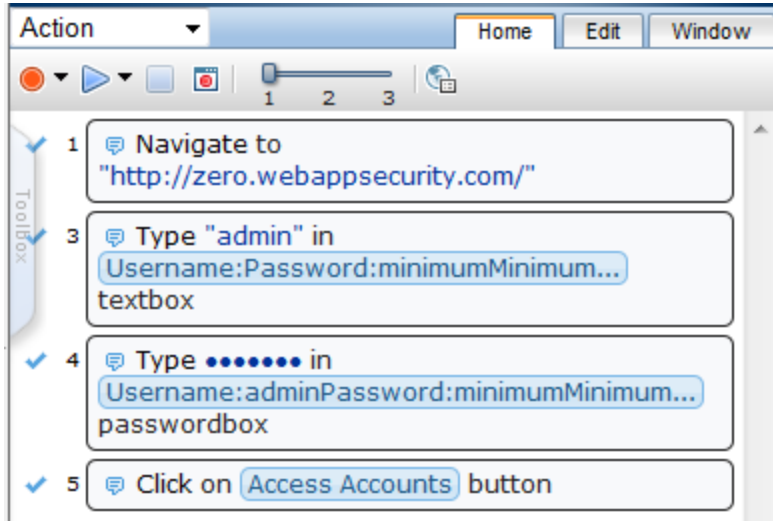 Action
Home Edit Window
1 2 3
ToolBox
1 Navigate to
"http://zero.webappsecurity.com/"
3 Type "admin" in
Username:Password:minimumMinimum...
textbox
4 Type ●●●●●●● in
Username:adminPassword:minimumMinimum...
passwordbox
5 Click on Access Accounts button